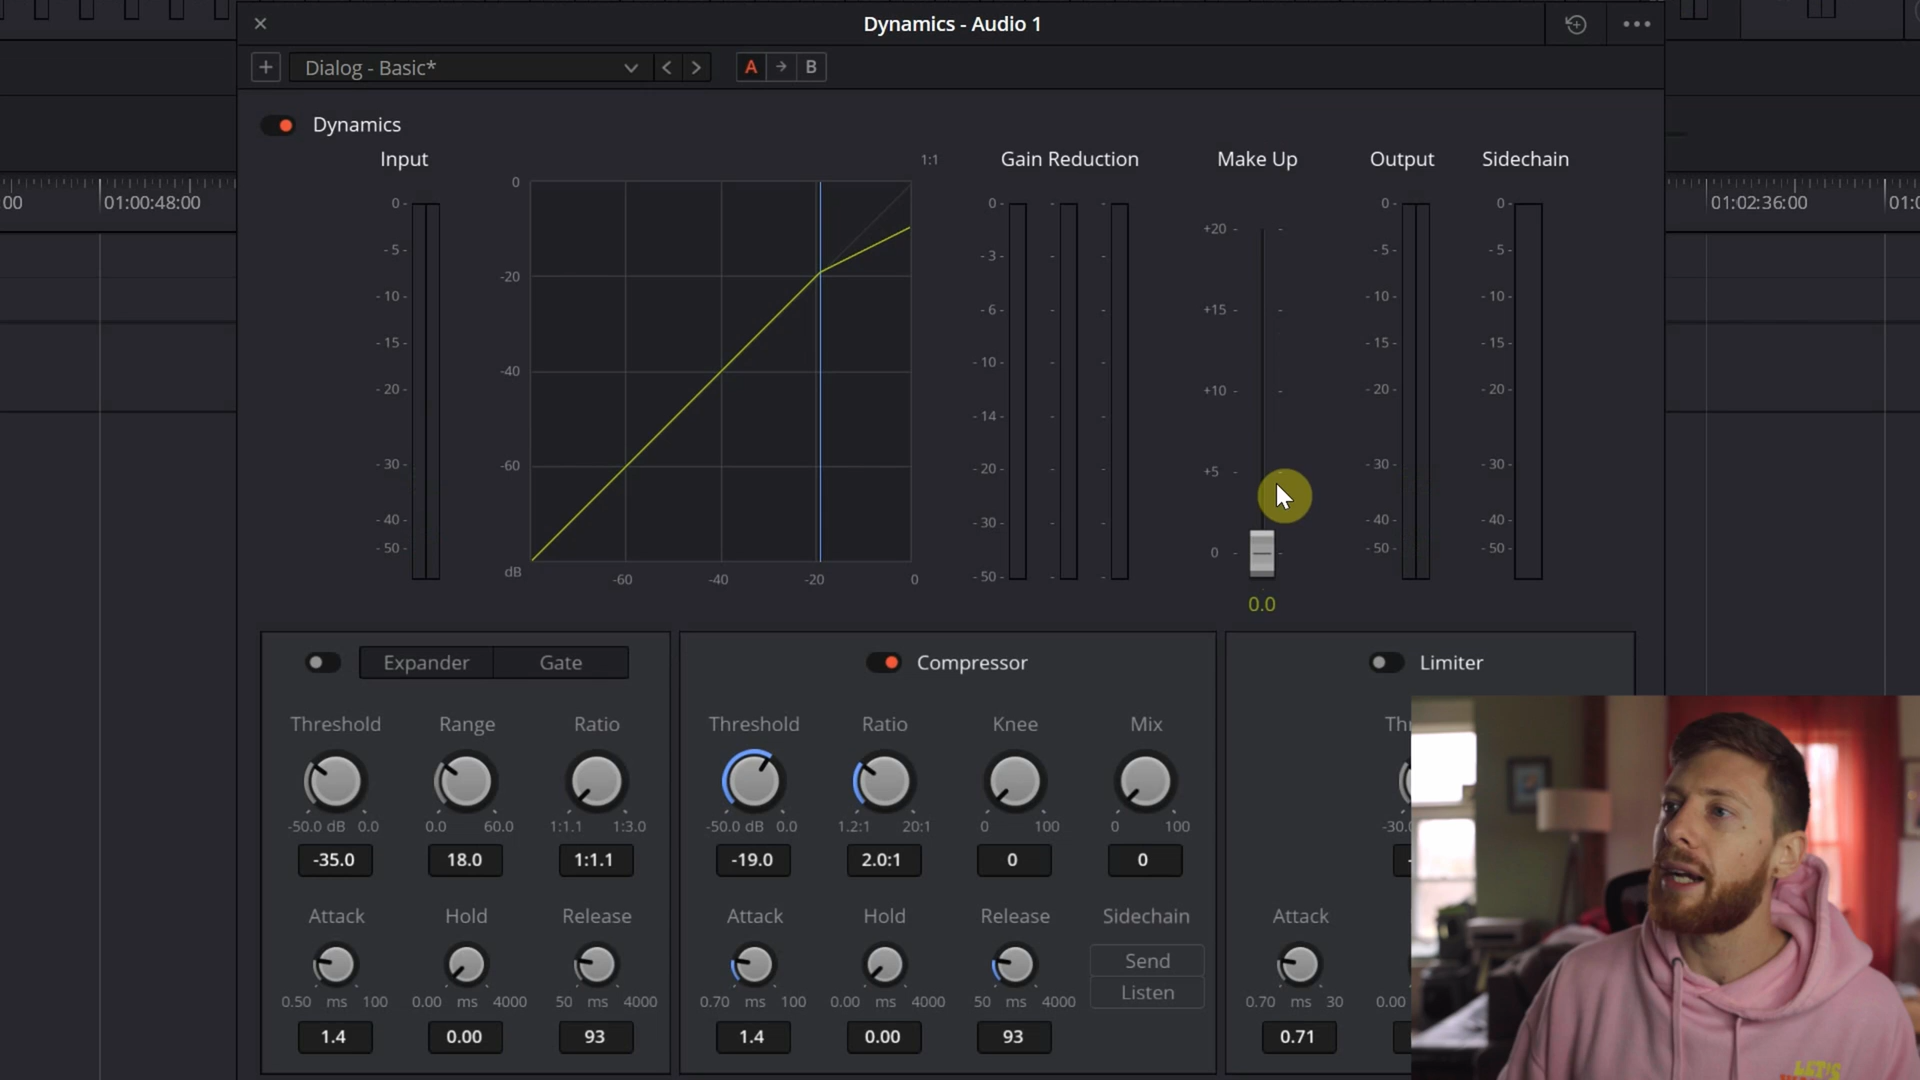 Dynamics - Audio 1
Dialog - Basic*
A
B
Dynamics
Input
1:1
Gain Reduction
Make Up
Output
Sidechain
00
01:00:48:00
01:02:36:00
0 -
- 5 -
- 10 -
- 15 -
- 20 -
- 30 -
- 40 -
- 50 -
0
-20
-40
-60
dB
-60
-40
-20
0
0 -
- 3 -
- 6 -
- 10 -
- 14 -
- 20 -
- 30 -
- 50 -
+20 -
+15 -
+10 -
+5 -
0 -
0.0
0 -
- 5 -
- 10 -
- 15 -
- 20 -
- 30 -
- 40 -
- 50 -
0 -
- 5 -
- 10 -
- 15 -
- 20 -
- 30 -
- 40 -
- 50 -
Expander
Gate
Threshold
Range
Ratio
-50.0 dB 0.0
0.0 60.0
1:1.1 1:3.0
-35.0
18.0
1:1.1
Attack
Hold
Release
0.50 ms 100
0.00 ms 4000
50 ms 4000
1.4
0.00
93
Compressor
Threshold
Ratio
Knee
Mix
-50.0 dB 0.0
1.2:1 20:1
0 100
0 100
-19.0
2.0:1
0
0
Attack
Hold
Release
Sidechain
Send
Listen
0.70 ms 100
0.00 ms 4000
50 ms 4000
1.4
0.00
93
Limiter
Attack
0.70 ms 30
0.00
0.71
LET'S